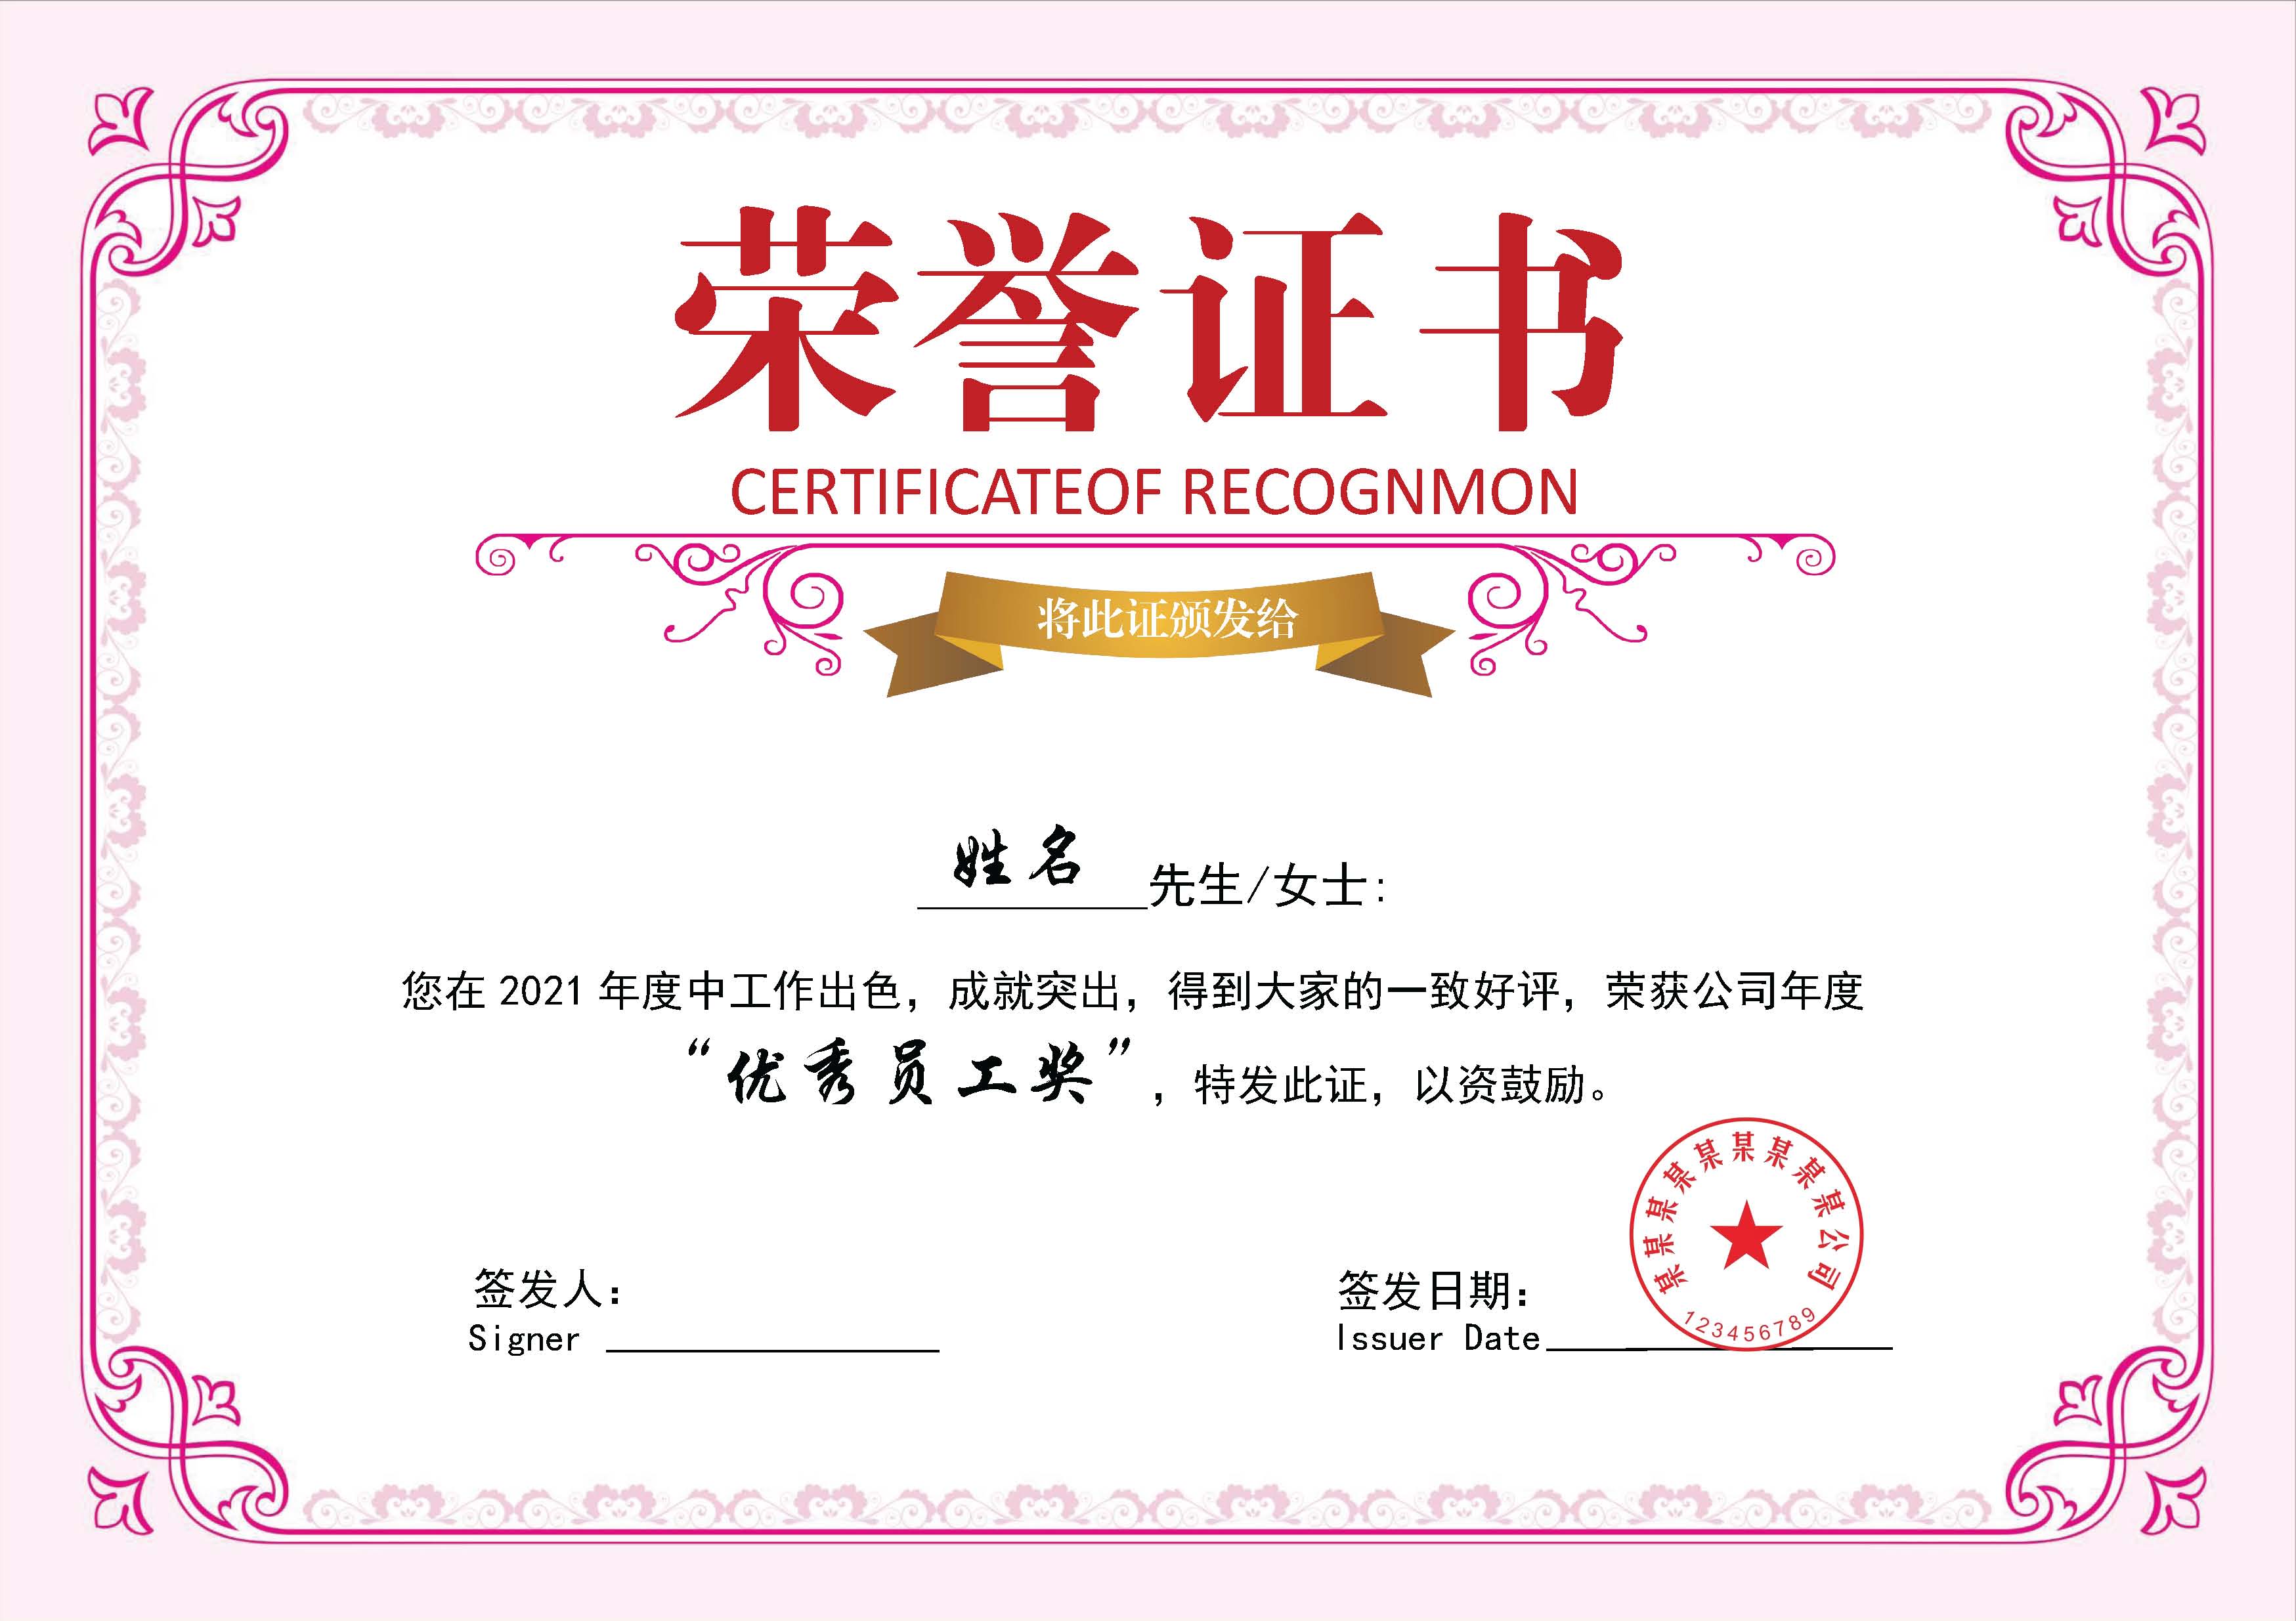 荣誉证书
CERTIFICATEOF RECOGNMON
将此证颁发给
姓名 先生/女士:
您在 2021 年度中工作出色，成就突出，得到大家的一致好评，荣获公司年度
“优秀员工奖”，特发此证，以资鼓励。
某某某某某某某某某某公司
123456789
签发人：
Signer
签发日期：
Issuer Date